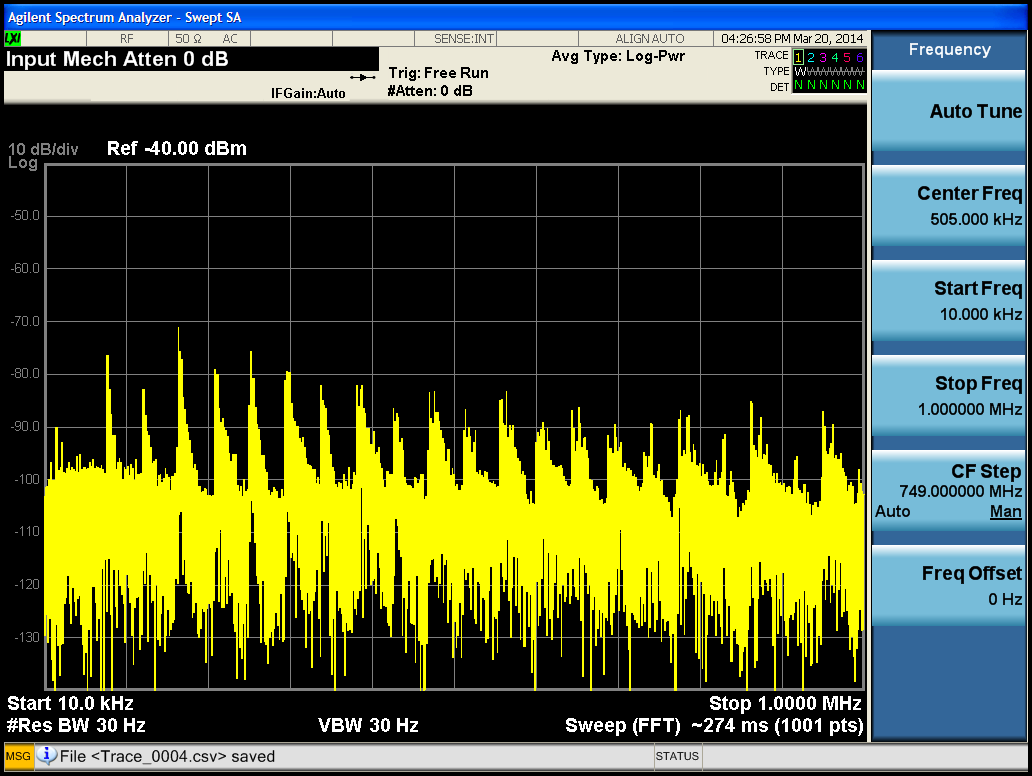 Agilent Spectrum Analyzer - Swept SA
LXI RF 50 Ω AC SENSE:INT ALIGN AUTO 04:26:58 PM Mar 20, 2014
Input Mech Atten 0 dB
Avg Type: Log-Pwr
TRACE 1 2 3 4 5 6
Trig: Free Run
TYPE W
IFGain:Auto
#Atten: 0 dB
DET N N N N N N
10 dB/div
Log
Ref -40.00 dBm
-50.0
-60.0
-70.0
-80.0
-90.0
-100
-110
-120
-130
Start 10.0 kHz
Stop 1.0000 MHz
#Res BW 30 Hz
VBW 30 Hz
Sweep (FFT) ~274 ms (1001 pts)
MSG
File <Trace_0004.csv> saved
STATUS
Frequency
Auto Tune
Center Freq
505.000 kHz
Start Freq
10.000 kHz
Stop Freq
1.000000 MHz
CF Step
749.000000 MHz
Auto Man
Freq Offset
0 Hz